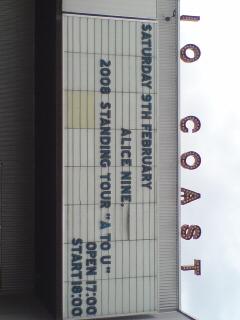 IO COAST
SATURDAY 9TH FEBRUARY
ALICE NINE.
2008 STANDING TOUR "A TO U"
OPEN 17:00
START 18:00